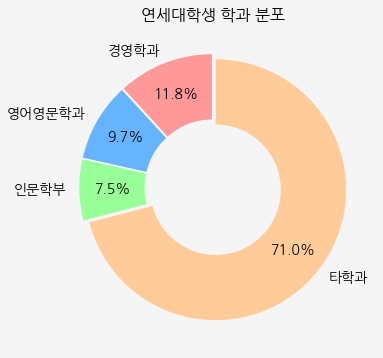 연세대학생 학과 분포
경영학과
11.8%
영어영문학과
9.7%
인문학부
7.5%
71.0%
타학과